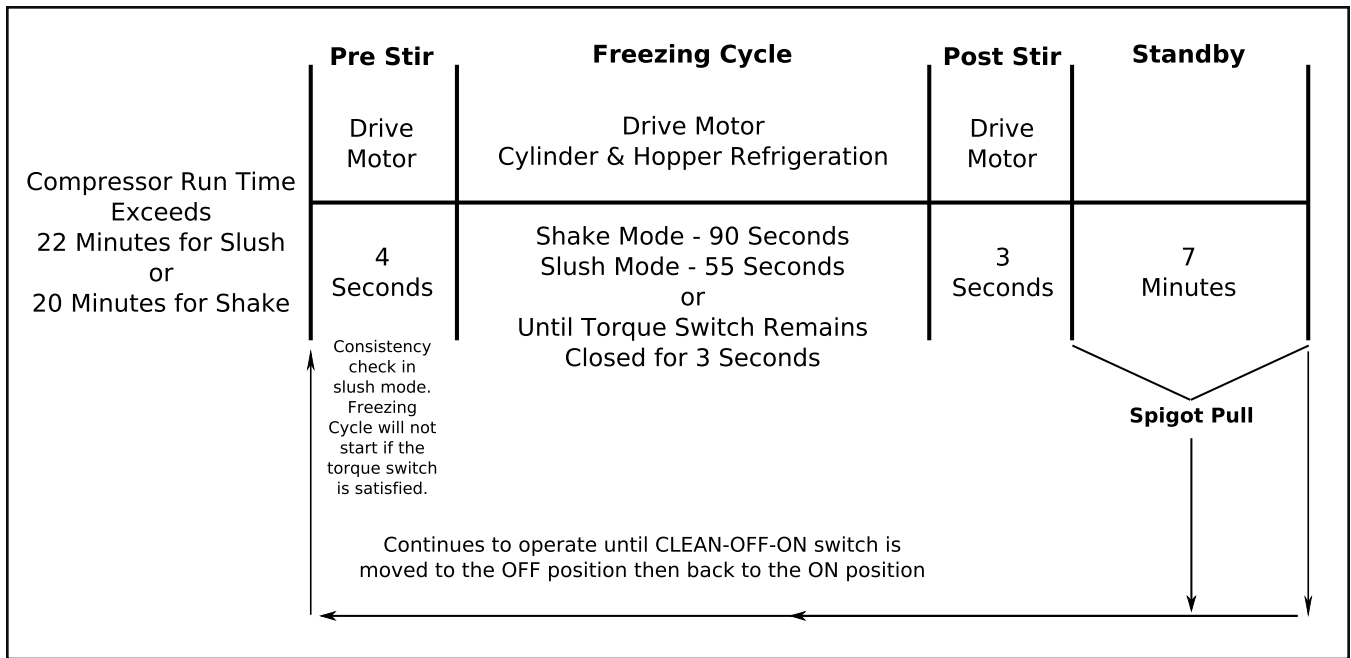 Pre Stir
Freezing Cycle
Post Stir
Standby
Drive
Motor
Drive Motor
Cylinder & Hopper Refrigeration
Drive
Motor
Compressor Run Time
Exceeds
22 Minutes for Slush
or
20 Minutes for Shake
4
Seconds
Shake Mode - 90 Seconds
Slush Mode - 55 Seconds
or
Until Torque Switch Remains
Closed for 3 Seconds
3
Seconds
7
Minutes
Consistency
check in
slush mode.
Freezing
Cycle will not
start if the
torque switch
is satisfied.
Spigot Pull
Continues to operate until CLEAN-OFF-ON switch is
moved to the OFF position then back to the ON position